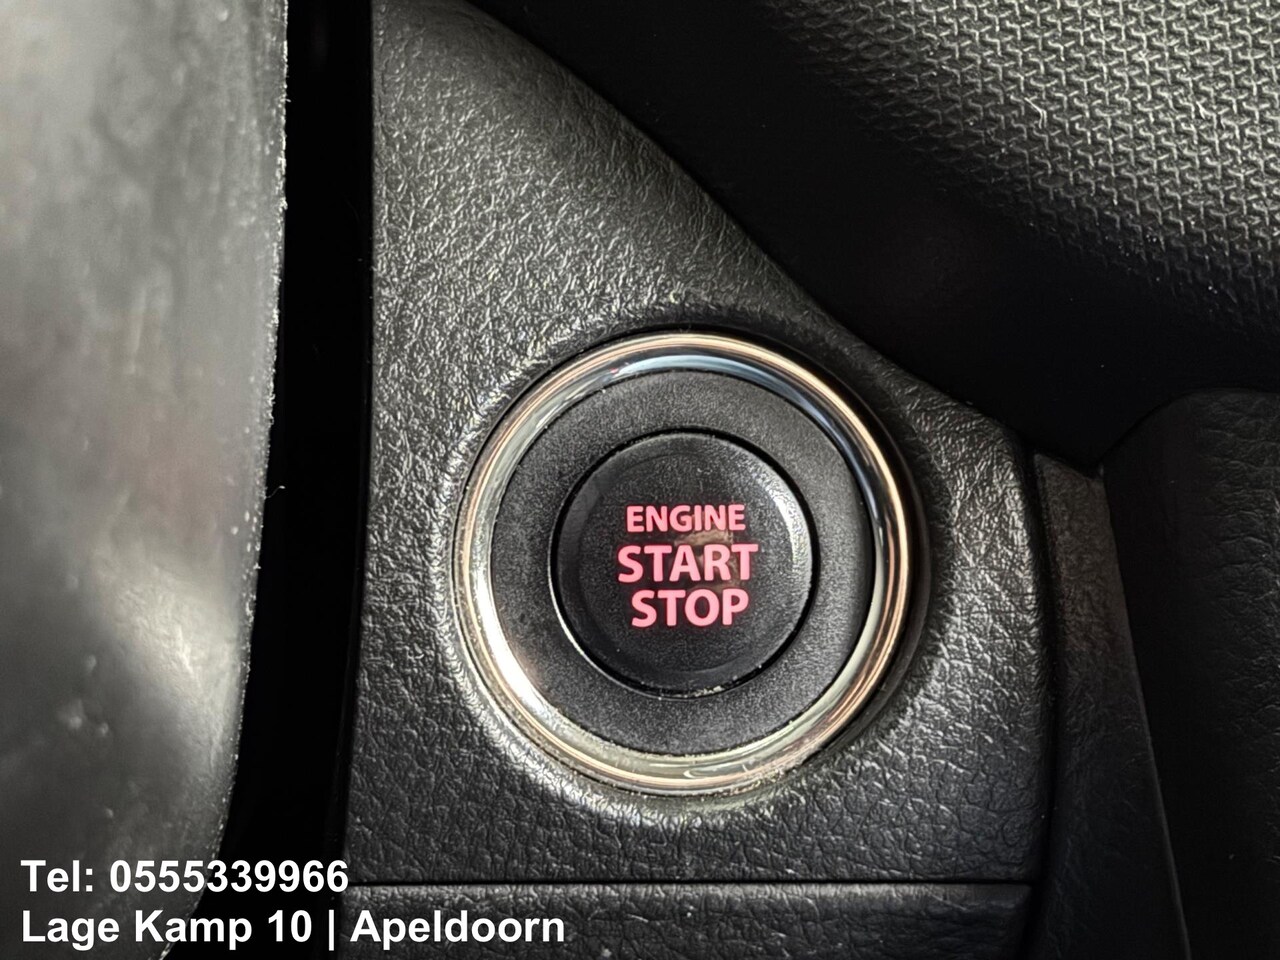 ENGINE
START
STOP
Tel: 0555339966
Lage Kamp 10 | Apeldoorn